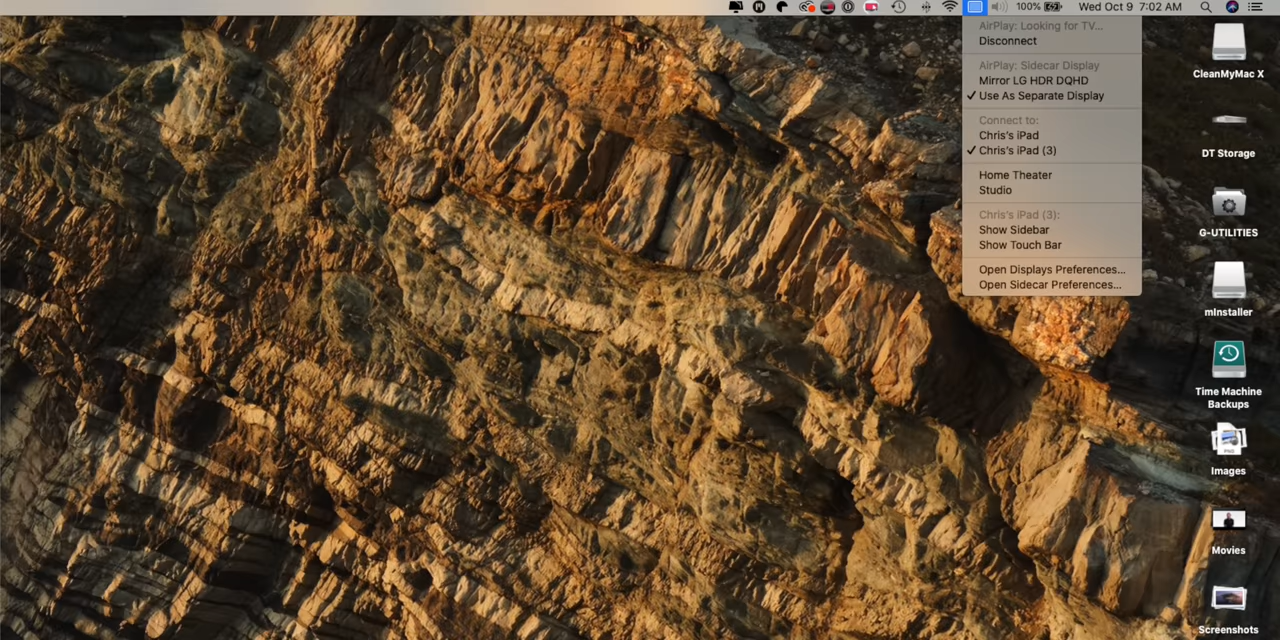 100%
Wed Oct 9 7:02 AM
AirPlay: Looking for TV...
Disconnect
AirPlay: Sidecar Display
Mirror LG HDR DQHD
✓ Use As Separate Display
Connect to:
Chris's iPad
✓ Chris's iPad (3)
Home Theater
Studio
Chris's iPad (3):
Show Sidebar
Show Touch Bar
Open Displays Preferences...
Open Sidecar Preferences...
CleanMyMac X
DT Storage
G-UTILITIES
mInstaller
Time Machine
Backups
Images
Movies
Screenshots